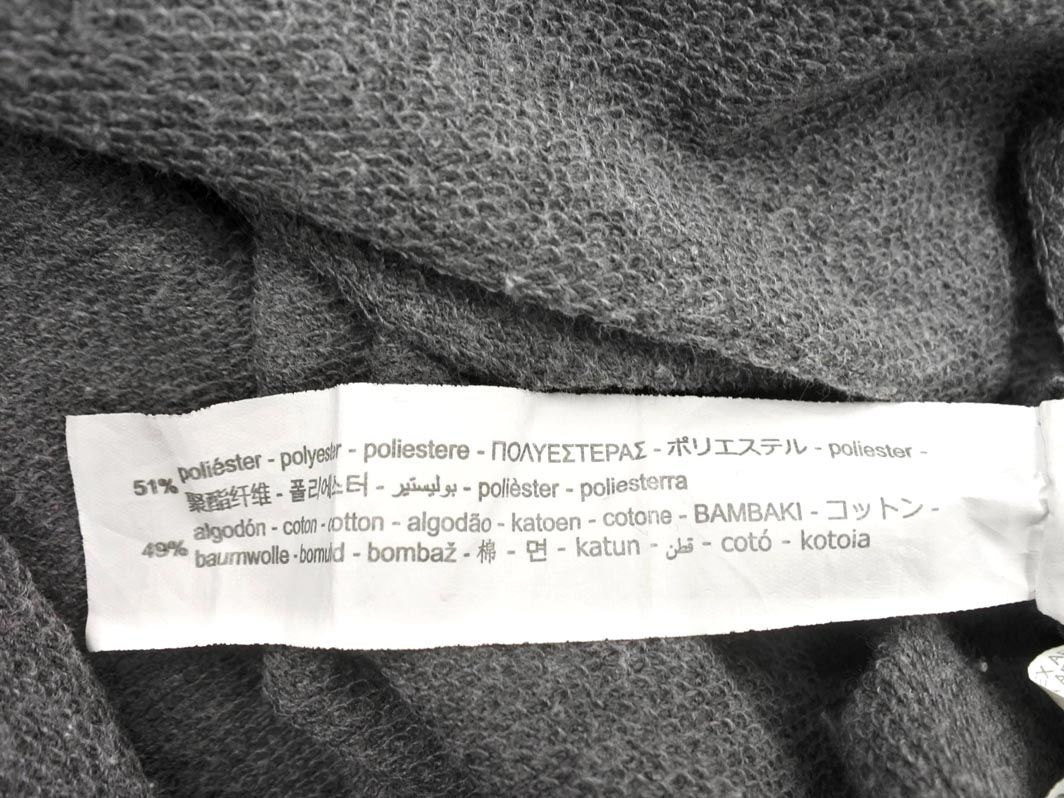 51% poliéster - polyester - poliestere - ΠΟΛΥΕΣΤΕΡΑΣ - ポリエステル - poliester -
聚酯纤维 - 폴리에스터 - بوليستير - polièster - poliesterra
49% algodón - coton - cotton - algodão - katoen - cotone - BAMBAKI - コットン -
baumwolle - bomuld - bombaž - 棉 - 면 - katun - قطن - cotó - kotoia